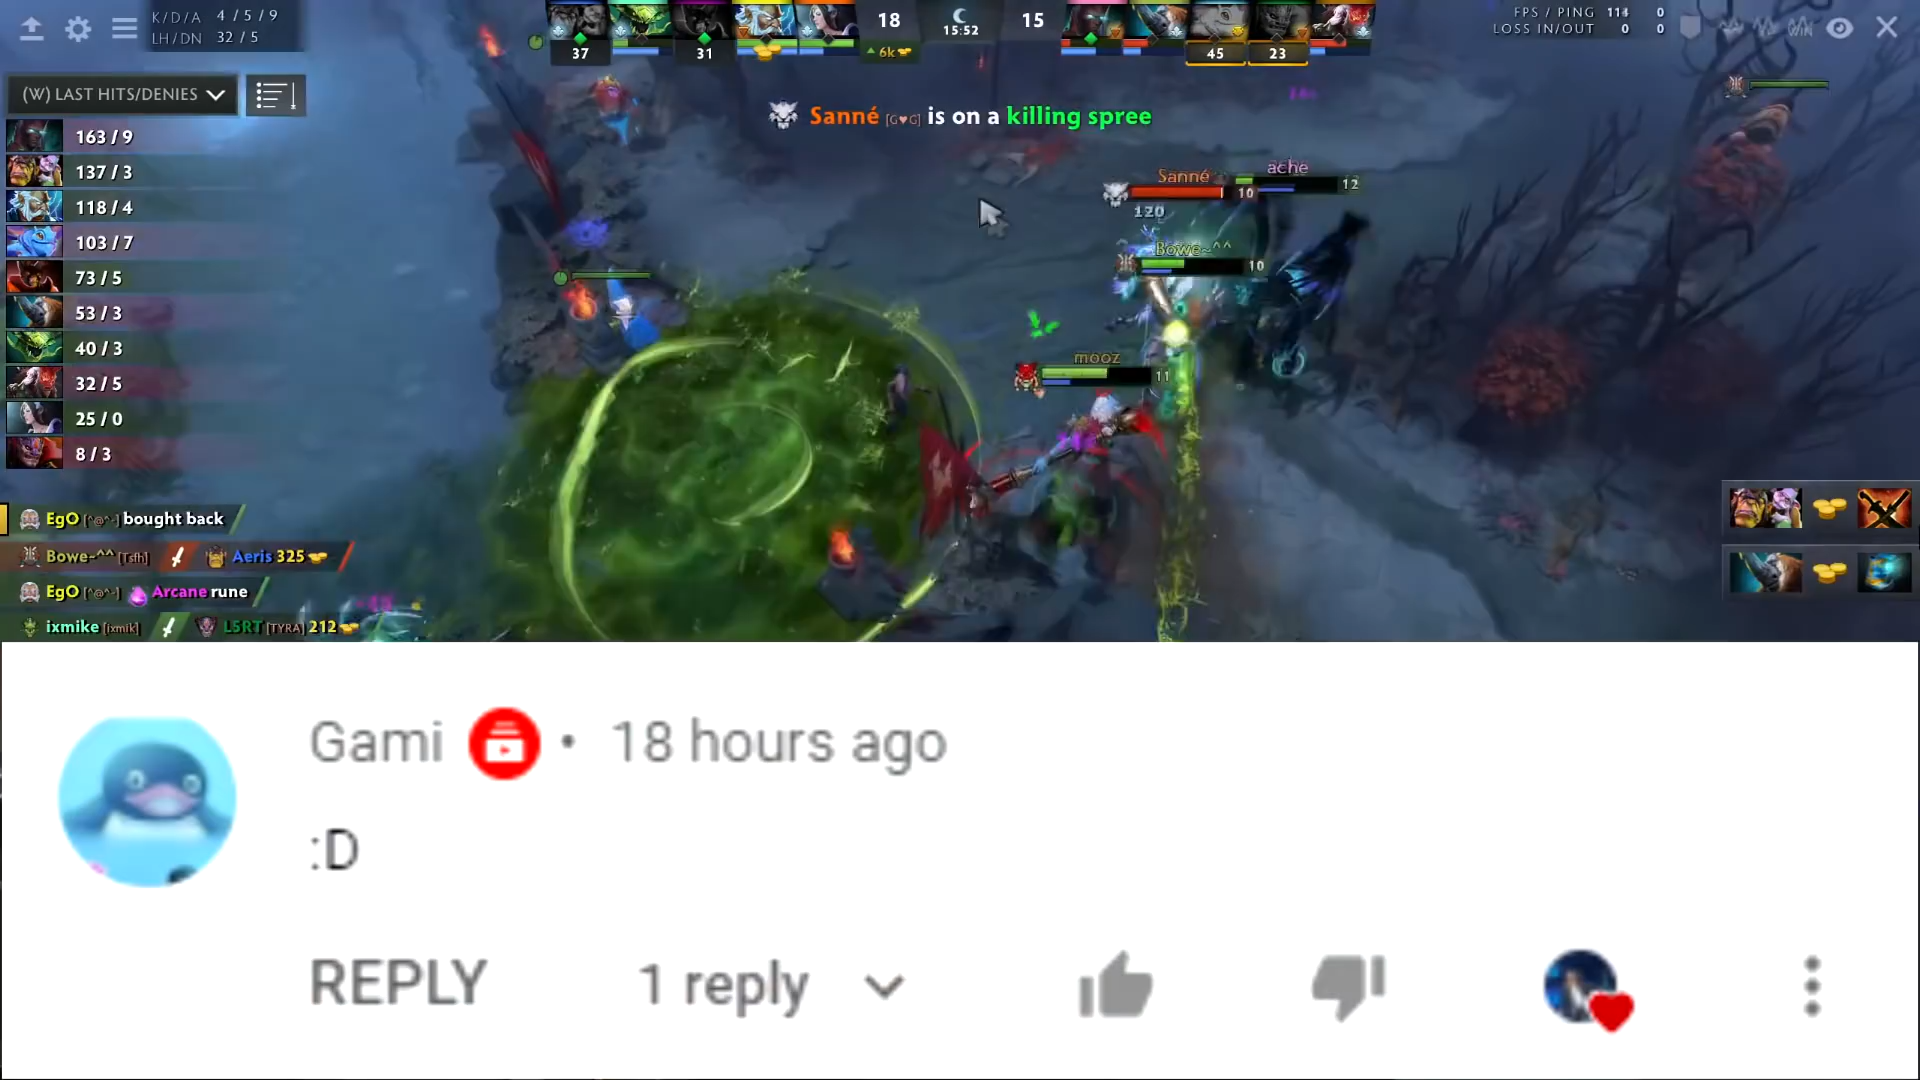 K/D/A 4 / 5 / 9
LH/DN 32 / 5
18 15:52 15
37 31 6k 45 23
FPS / PING 114 0
LOSS IN/OUT 0 0
(W) LAST HITS/DENIES
163 / 9
137 / 3
118 / 4
103 / 7
73 / 5
53 / 3
40 / 3
32 / 5
25 / 0
8 / 3
Sanné [G♥G] is on a killing spree
Sanné 10
ache 12
120
Bowe~^^ 10
mooz 11
EgO [^@^-] bought back
Bowe~^^ [Tsfh] Aeris 325
EgO [^@^-] Arcane rune
ixmike [ixmik] L5RT [TYRA] 212
Gami • 18 hours ago
:D
REPLY 1 reply